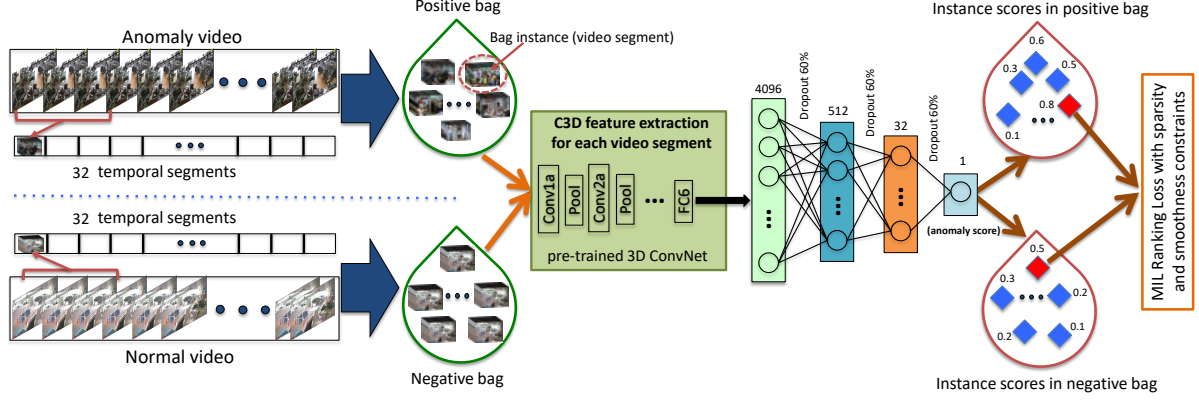 Anomaly video
32 temporal segments
32 temporal segments
Normal video
Positive bag
Bag instance (video segment)
Negative bag
C3D feature extraction
for each video segment
Conv1a
Pool
Conv2a
Pool
FC6
pre-trained 3D ConvNet
4096
Dropout 60%
512
Dropout 60%
32
Dropout 60%
1
(anomaly score)
Instance scores in positive bag
0.6
0.3
0.5
0.8
0.1
0.5
0.3
0.2
0.2
0.1
Instance scores in negative bag
MIL Ranking Loss with sparsity
and smoothness constraints